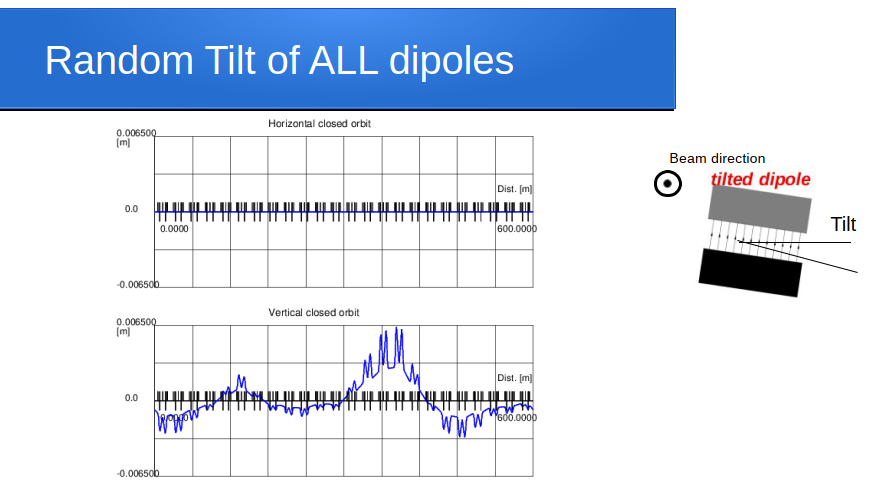 Random Tilt of ALL dipoles
Horizontal closed orbit
0.006500
[m]
Dist. [m]
0.0
0.0000
600.0000
-0.006500
Vertical closed orbit
0.006500
[m]
Dist. [m]
0.0
0.0000
600.0000
-0.006500
Beam direction
tilted dipole
Tilt